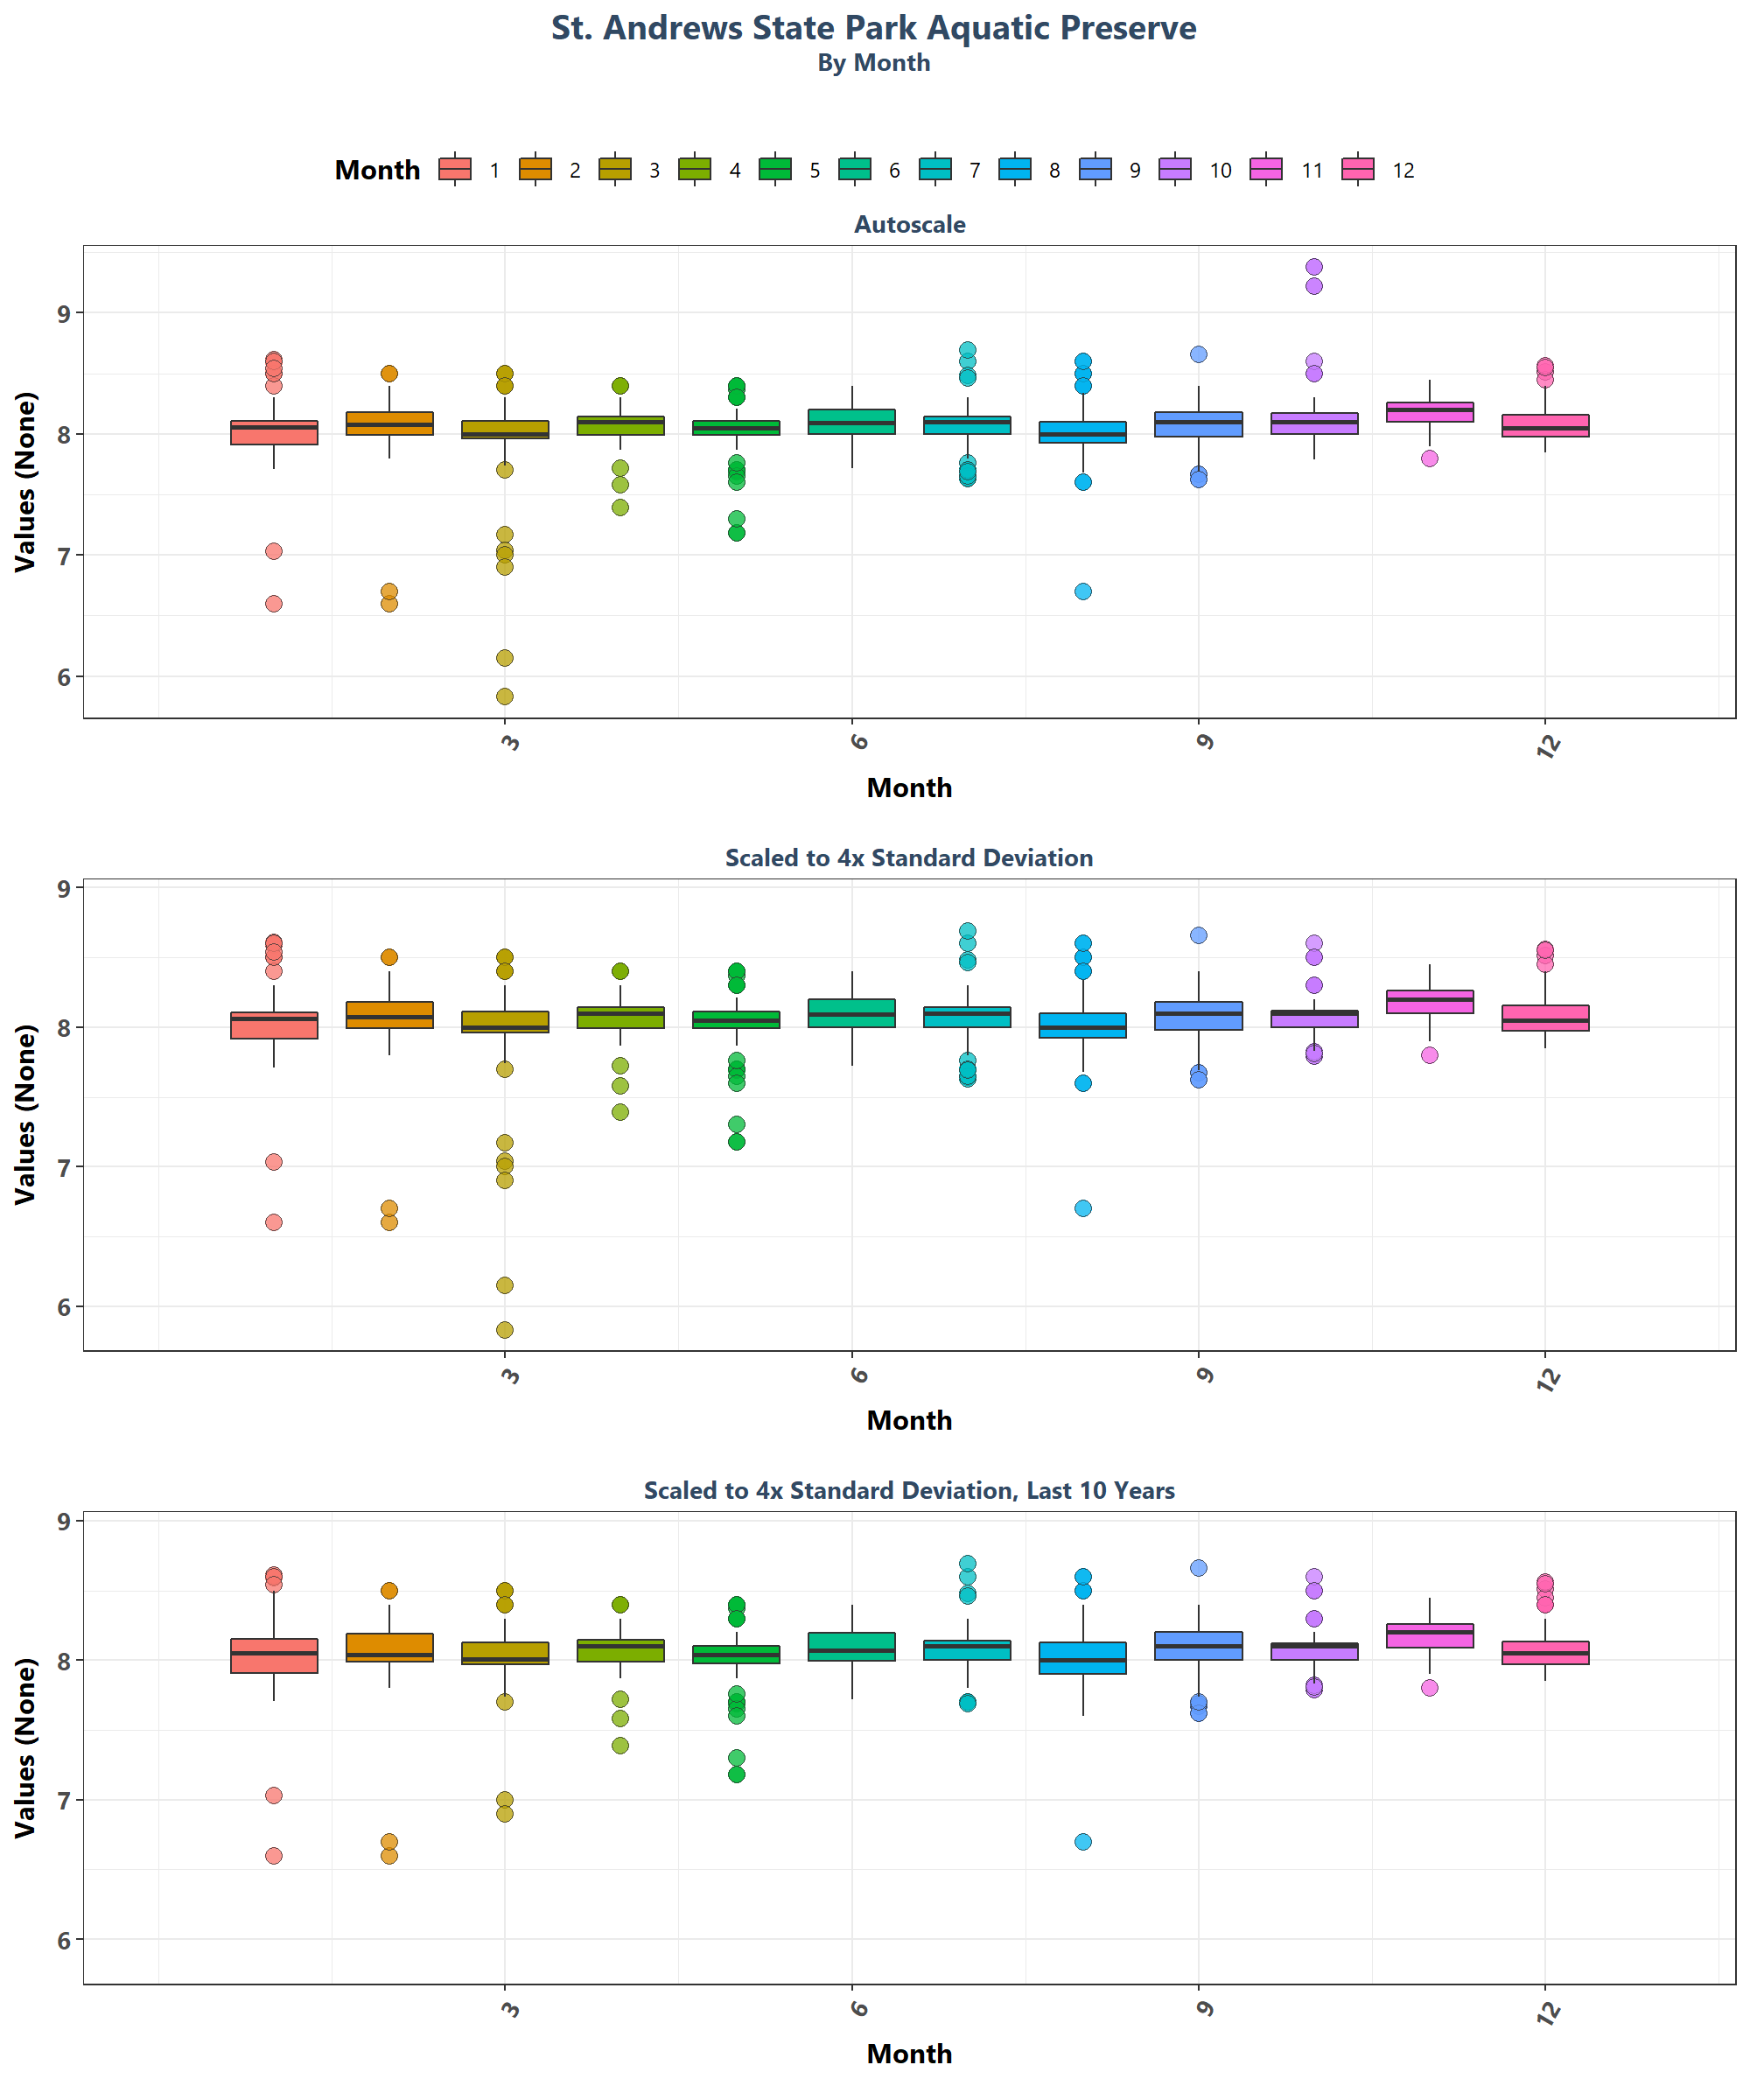 St. Andrews State Park Aquatic Preserve
By Month
Month 1 2 3 4 5 6 7 8 9 10 11 12
Autoscale
Values (None)
9
8
7
6
3 6 9 12
Month
Scaled to 4x Standard Deviation
Values (None)
9
8
7
6
3 6 9 12
Month
Scaled to 4x Standard Deviation, Last 10 Years
Values (None)
9
8
7
6
3 6 9 12
Month